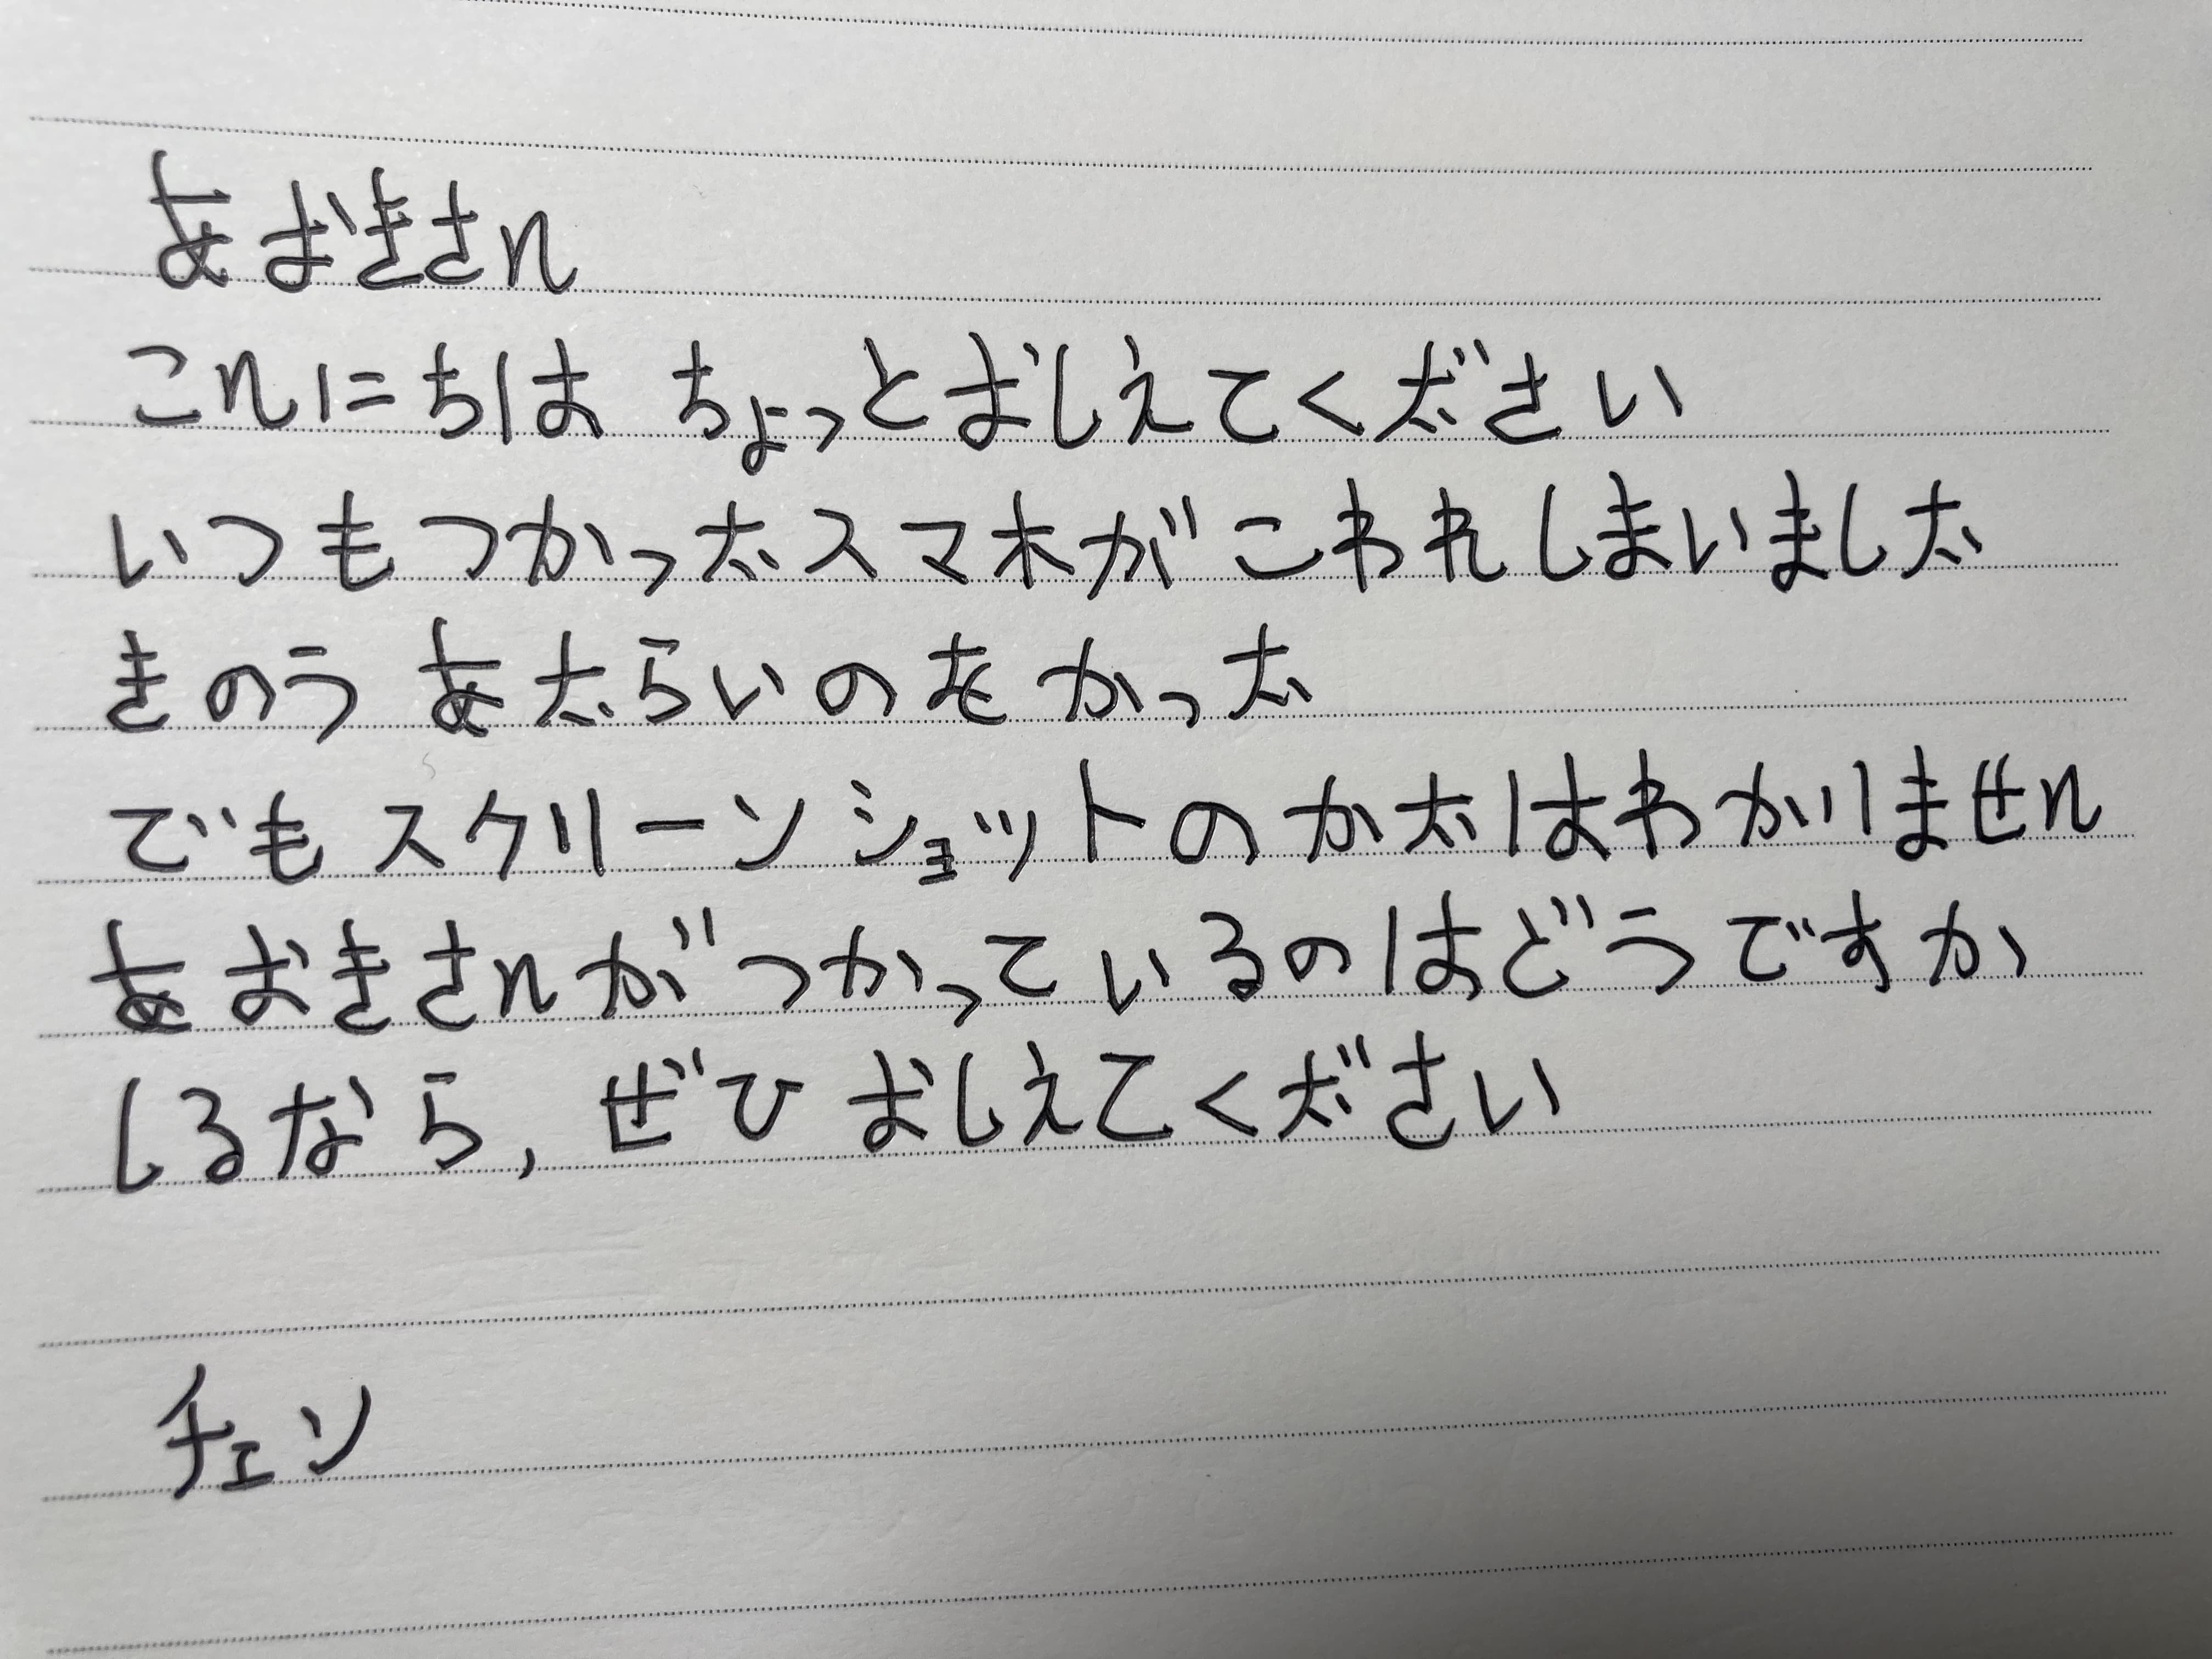 あおきさん
こんにちは ちょっとおしえてください
いつもつかったスマホがこわれしまいました
きのう あたらいのをかった
でもスクリーンショットのかたはわかりません
あおきさんがつかっているのはどうですか
しるなら, ぜひ おしえてください
チェン